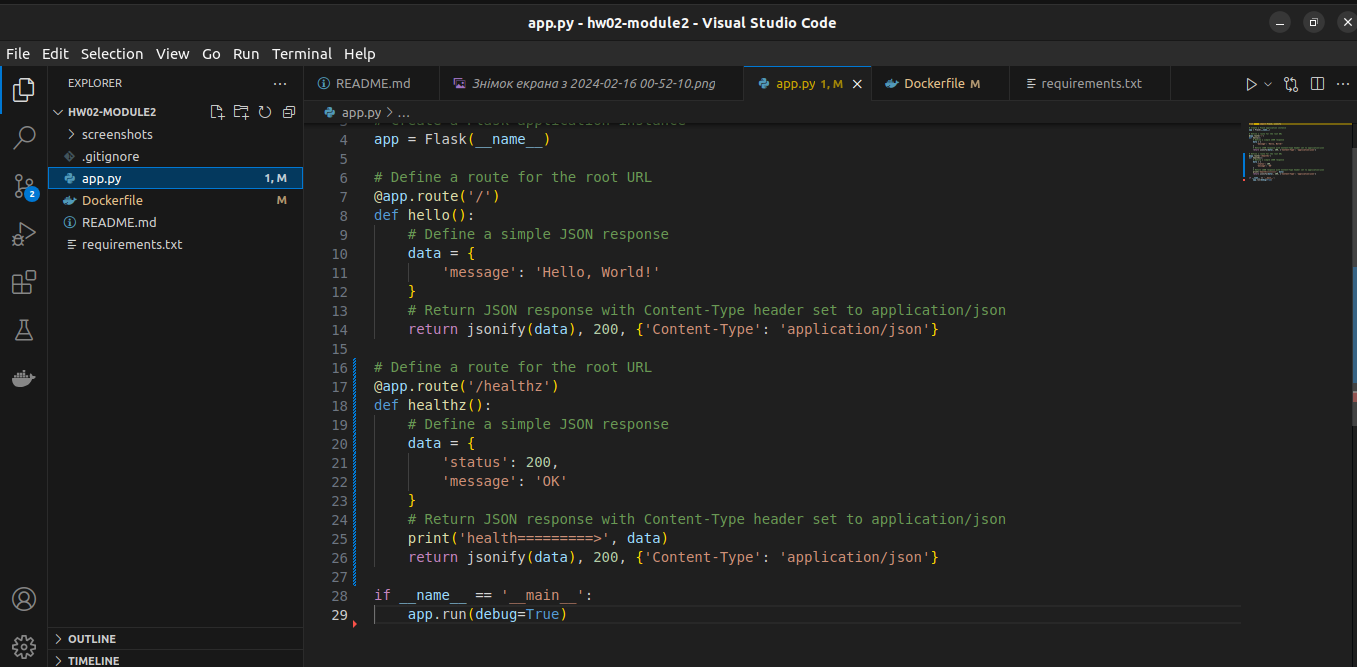 app.py - hw02-module2 - Visual Studio Code
File Edit Selection View Go Run Terminal Help
EXPLORER
HW02-MODULE2
screenshots
.gitignore
app.py 1, M
Dockerfile M
README.md
requirements.txt
OUTLINE
TIMELINE
2
README.md Знімок екрана з 2024-02-16 00-52-10.png app.py 1, M Dockerfile M requirements.txt
app.py > ...
3 # Create a Flask application instance
4 app = Flask(__name__)
5
6 # Define a route for the root URL
7 @app.route('/')
8 def hello():
9 # Define a simple JSON response
10 data = {
11 'message': 'Hello, World!'
12 }
13 # Return JSON response with Content-Type header set to application/json
14 return jsonify(data), 200, {'Content-Type': 'application/json'}
15
16 # Define a route for the root URL
17 @app.route('/healthz')
18 def healthz():
19 # Define a simple JSON response
20 data = {
21 'status': 200,
22 'message': 'OK'
23 }
24 # Return JSON response with Content-Type header set to application/json
25 print('health=========>', data)
26 return jsonify(data), 200, {'Content-Type': 'application/json'}
27
28 if __name__ == '__main__':
29 app.run(debug=True)